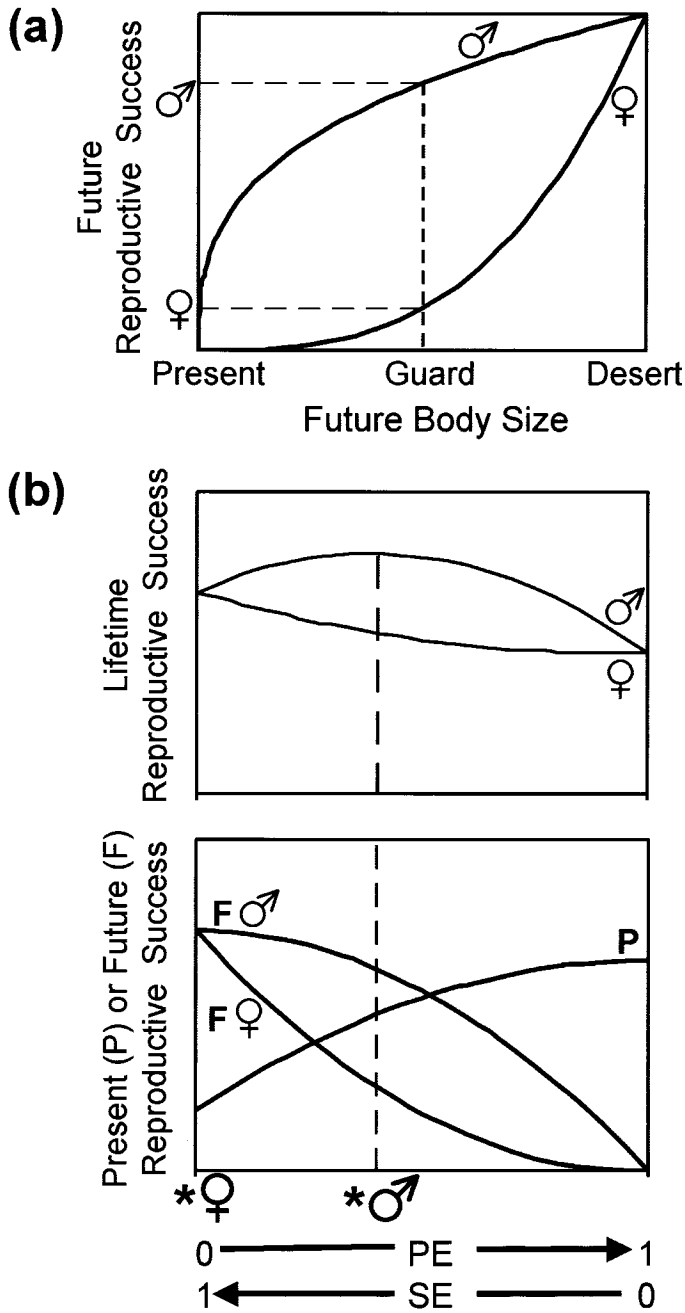 (a)
Future
Reproductive Success
♂
♀
♂
♀
Present Guard Desert
Future Body Size
(b)
Lifetime
Reproductive Success
♂
♀
Present (P) or Future (F)
Reproductive Success
F ♂
F ♀
P
*♀ *♂
0 PE 1
1 SE 0